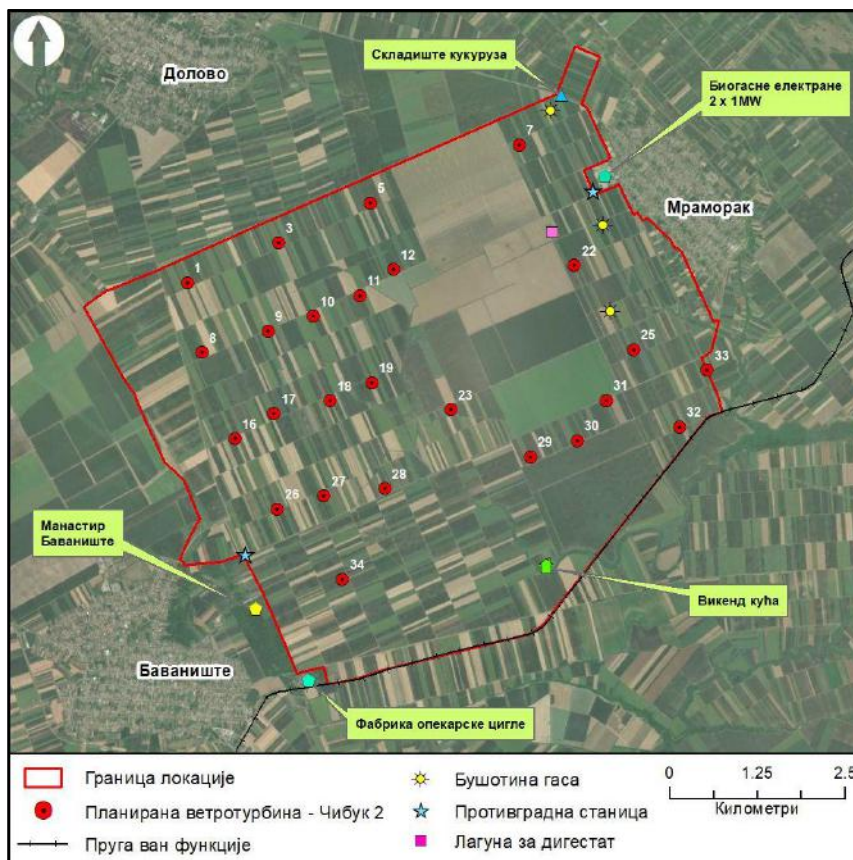 Складиште кукуруза
Долово
Биогасне електране
2 x 1MW
7
Мраморак
5
3
22
12
1
11
10
9
8
25
33
19
18
23
31
17
16
32
30
29
28
27
26
Манастир
Баваниште
34
Викенд кућа
Баваниште
Фабрика опекарске цигле
Граница локације
Планирана ветротурбина - Чибук 2
Пруга ван функције
Бушотина гаса
Противградна станица
Лагуна за дигестат
0 1.25 2.5
Километри